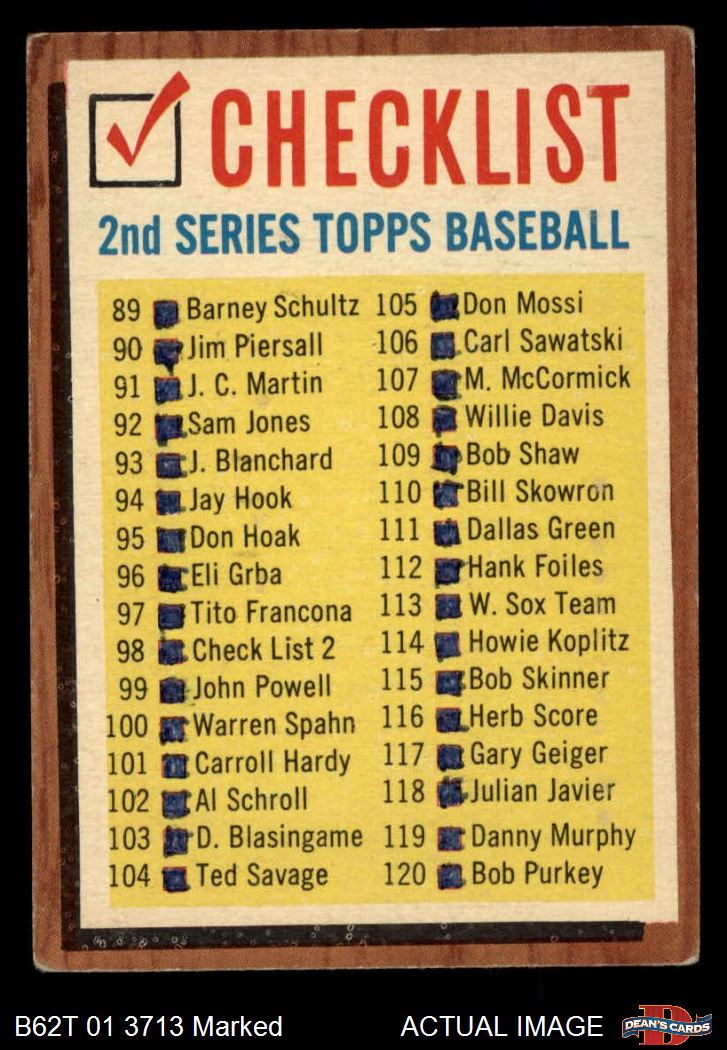 CHECKLIST
2nd SERIES TOPPS BASEBALL
89 Barney Schultz
90 Jim Piersall
91 J. C. Martin
92 Sam Jones
93 J. Blanchard
94 Jay Hook
95 Don Hoak
96 Eli Grba
97 Tito Francona
98 Check List 2
99 John Powell
100 Warren Spahn
101 Carroll Hardy
102 Al Schroll
103 D. Blasingame
104 Ted Savage
105 Don Mossi
106 Carl Sawatski
107 M. McCormick
108 Willie Davis
109 Bob Shaw
110 Bill Skowron
111 Dallas Green
112 Hank Foiles
113 W. Sox Team
114 Howie Koplitz
115 Bob Skinner
116 Herb Score
117 Gary Geiger
118 Julian Javier
119 Danny Murphy
120 Bob Purkey
B62T 01 3713 Marked
ACTUAL IMAGE
D
DEAN'S CARDS